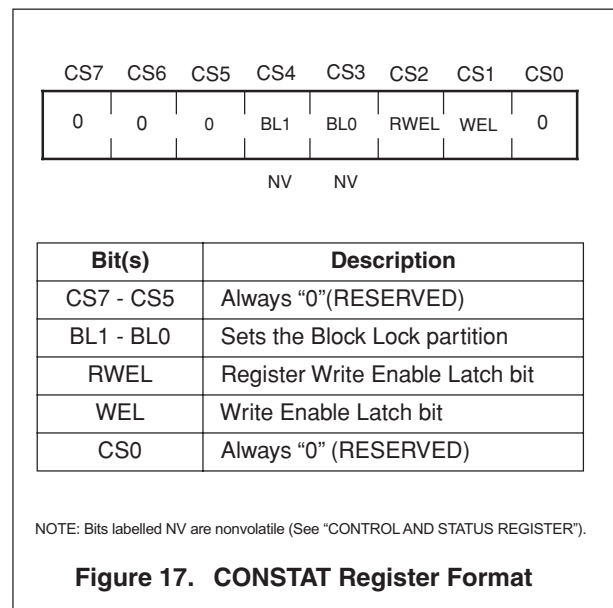 CS7 CS6 CS5 CS4 CS3 CS2 CS1 CS0
0 0 0 BL1 BL0 RWEL WEL 0
NV NV
Bit(s) Description
CS7 - CS5 Always “0”(RESERVED)
BL1 - BL0 Sets the Block Lock partition
RWEL Register Write Enable Latch bit
WEL Write Enable Latch bit
CS0 Always “0” (RESERVED)
NOTE: Bits labelled NV are nonvolatile (See “CONTROL AND STATUS REGISTER”).
Figure 17. CONSTAT Register Format